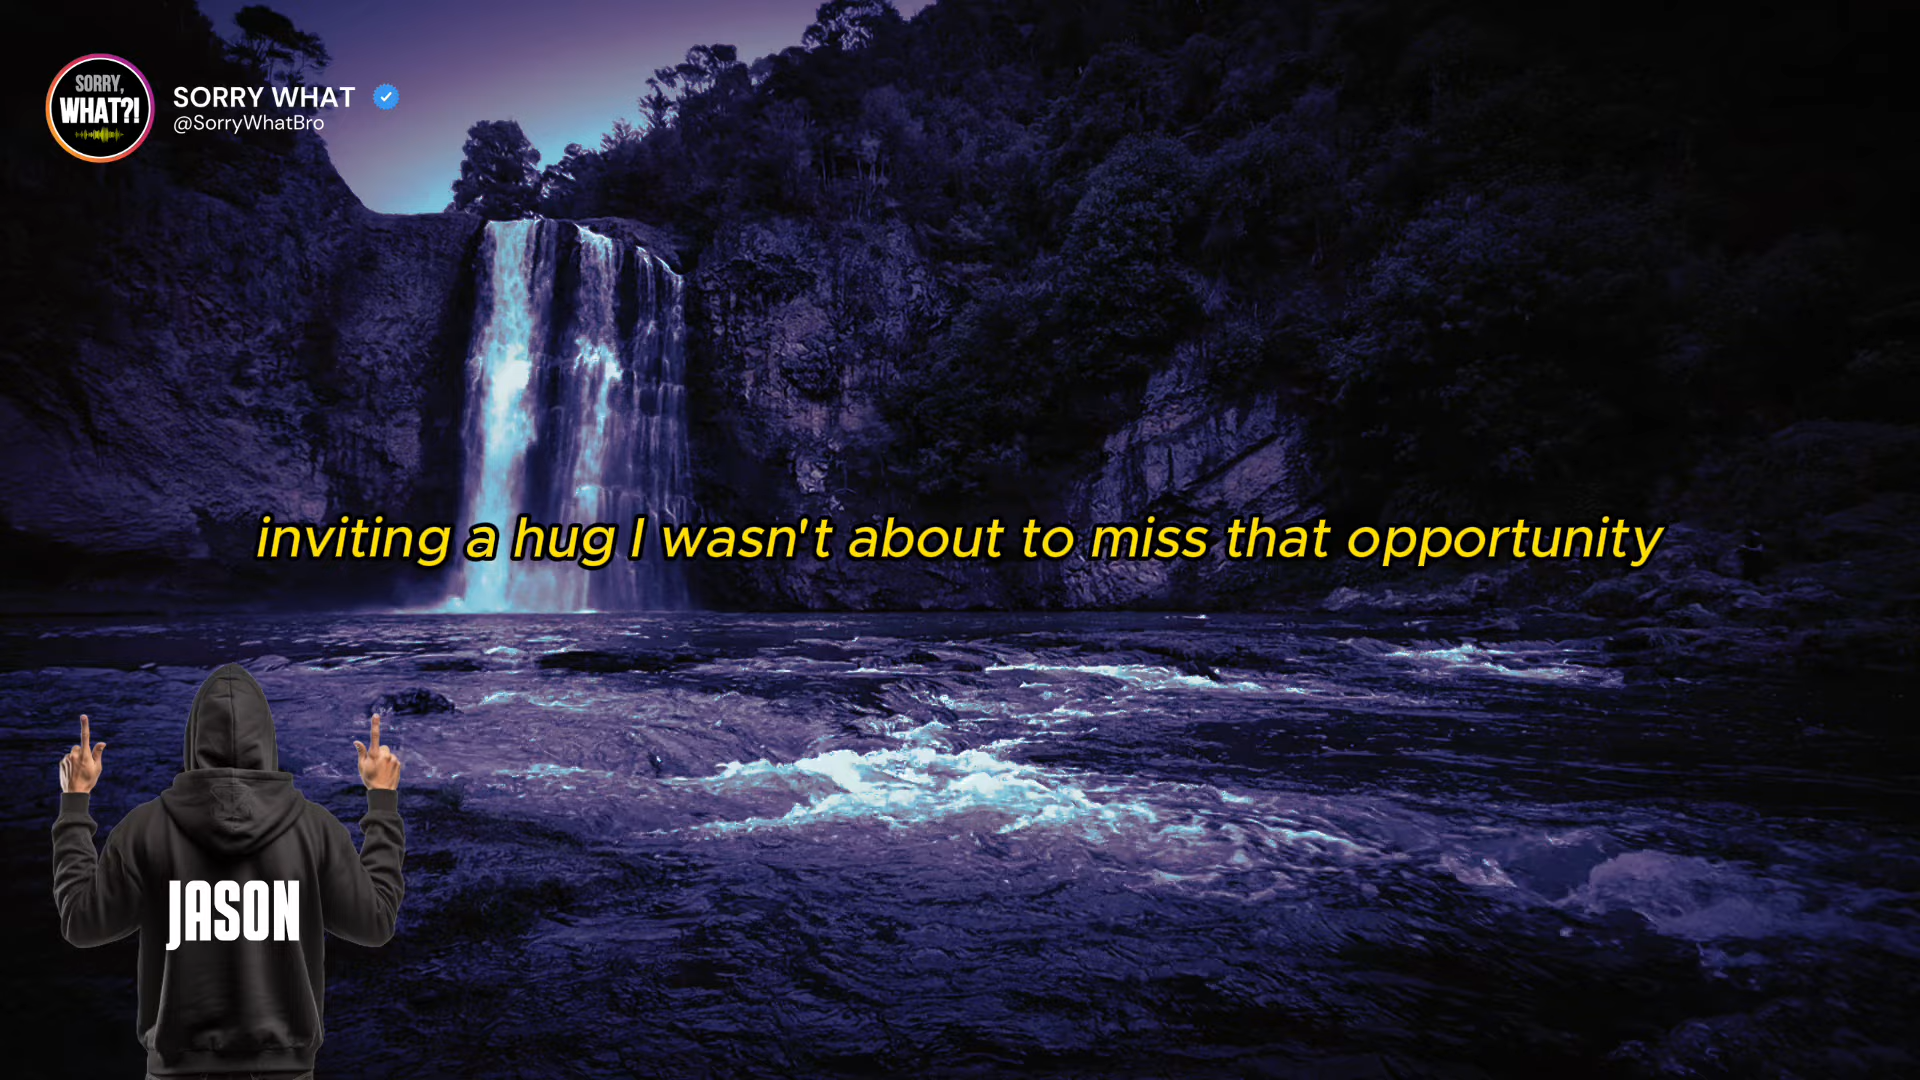 SORRY,
WHAT?!
SORRY WHAT
@SorryWhatBro
inviting a hug I wasn't about to miss that opportunity
JASON